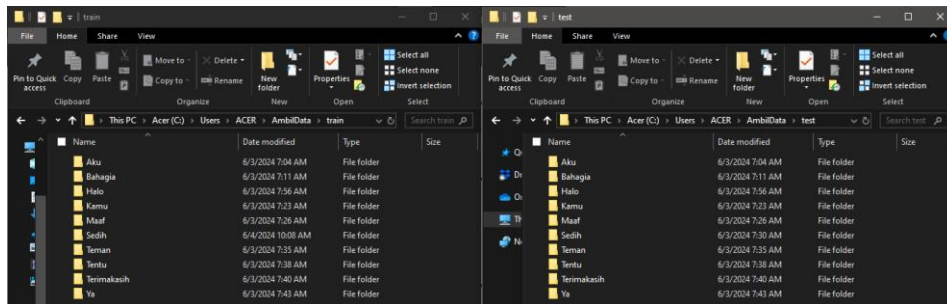 train
File Home Share View
Pin to Quick access
Copy
Paste
Move to
Copy to
Delete
Rename
New folder
Properties
Select all
Select none
Invert selection
Clipboard Organize New Open Select
This PC > Acer (C:) > Users > ACER > AmbilData > train
Search train
Name Date modified Type Size
Aku 6/3/2024 7:04 AM File folder
Bahagia 6/3/2024 7:11 AM File folder
Halo 6/3/2024 7:56 AM File folder
Kamu 6/3/2024 7:23 AM File folder
Maaf 6/3/2024 7:26 AM File folder
Sedih 6/4/2024 10:08 AM File folder
Teman 6/3/2024 7:35 AM File folder
Tentu 6/3/2024 7:38 AM File folder
Terimakasih 6/3/2024 7:40 AM File folder
Ya 6/3/2024 7:43 AM File folder
test
File Home Share View
Pin to Quick access
Copy
Paste
Move to
Copy to
Delete
Rename
New folder
Properties
Select all
Select none
Invert selection
Clipboard Organize New Open Select
This PC > Acer (C:) > Users > ACER > AmbilData > test
Search test
Name Date modified Type Size
Aku 6/3/2024 7:04 AM File folder
Bahagia 6/3/2024 7:11 AM File folder
Halo 6/3/2024 7:56 AM File folder
Kamu 6/3/2024 7:23 AM File folder
Maaf 6/3/2024 7:26 AM File folder
Sedih 6/3/2024 7:30 AM File folder
Teman 6/3/2024 7:35 AM File folder
Tentu 6/3/2024 7:38 AM File folder
Terimakasih 6/3/2024 7:40 AM File folder
Ya 6/3/2024 7:43 AM File folder